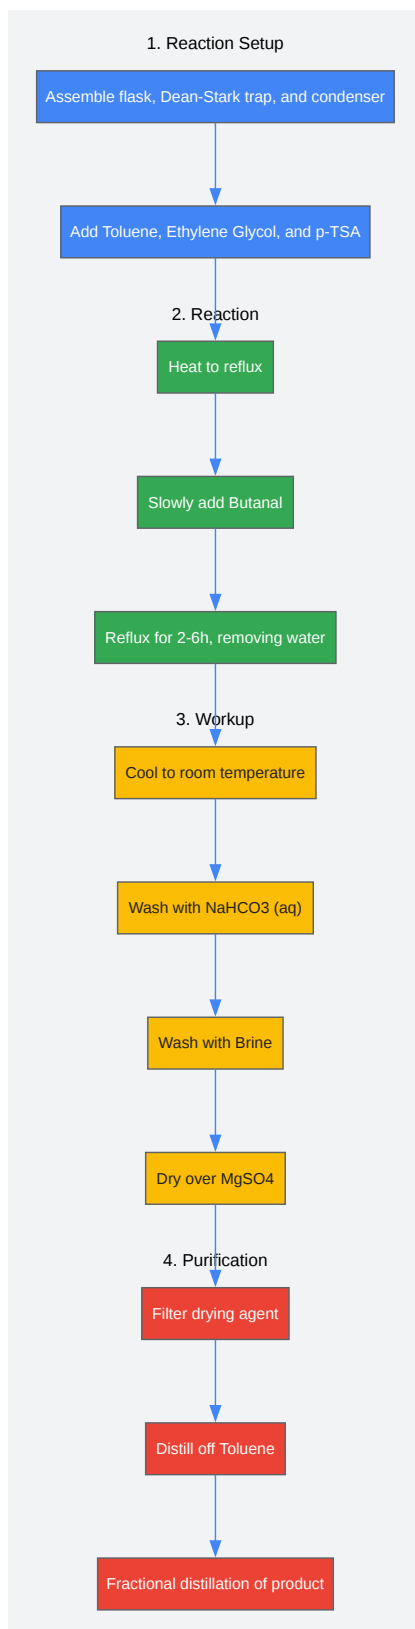 1. Reaction Setup
Assemble flask, Dean-Stark trap, and condenser
Add Toluene, Ethylene Glycol, and p-TSA
2. Reaction
Heat to reflux
Slowly add Butanal
Reflux for 2-6h, removing water
3. Workup
Cool to room temperature
Wash with NaHCO3 (aq)
Wash with Brine
Dry over MgSO4
4. Purification
Filter drying agent
Distill off Toluene
Fractional distillation of product